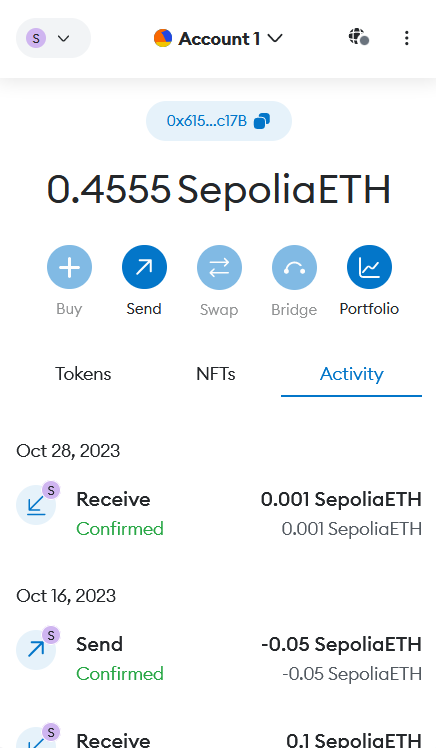 S
Account 1
0x615...c17B
0.4555 SepoliaETH
Buy Send Swap Bridge Portfolio
Tokens NFTs Activity
Oct 28, 2023
S
Receive 0.001 SepoliaETH
Confirmed 0.001 SepoliaETH
Oct 16, 2023
S
Send -0.05 SepoliaETH
Confirmed -0.05 SepoliaETH
S
Receive 0.1 SepoliaETH